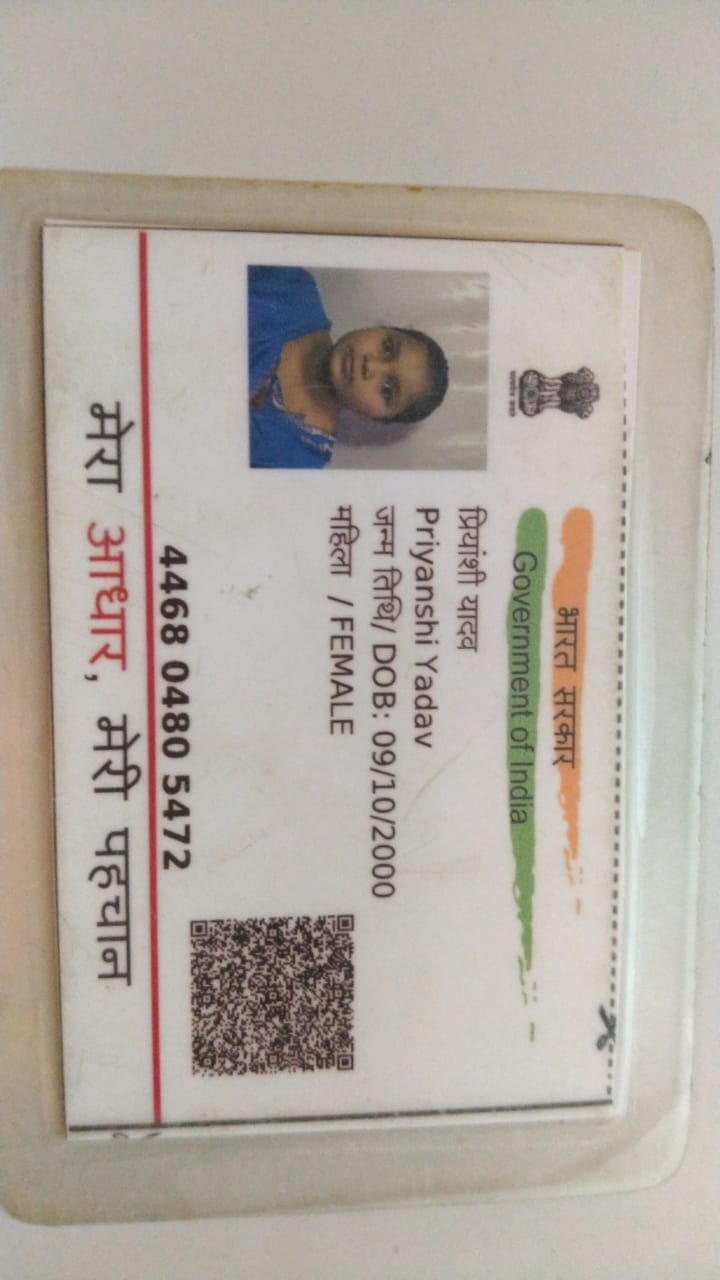 भारत सरकार
Government of India
प्रियांशी यादव
Priyanshi Yadav
जन्म तिथि/ DOB: 09/10/2000
महिला / FEMALE
4468 0480 5472
मेरा आधार, मेरी पहचान